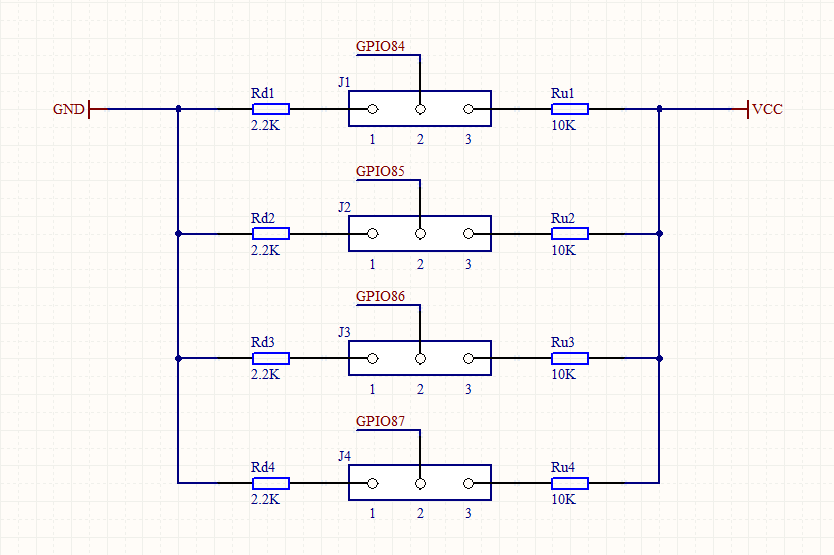 GPIO84
J1
Rd1
Ru1
GND
VCC
2.2K
10K
1 2 3
GPIO85
J2
Rd2
Ru2
2.2K
10K
1 2 3
GPIO86
J3
Rd3
Ru3
2.2K
10K
1 2 3
GPIO87
J4
Rd4
Ru4
2.2K
10K
1 2 3